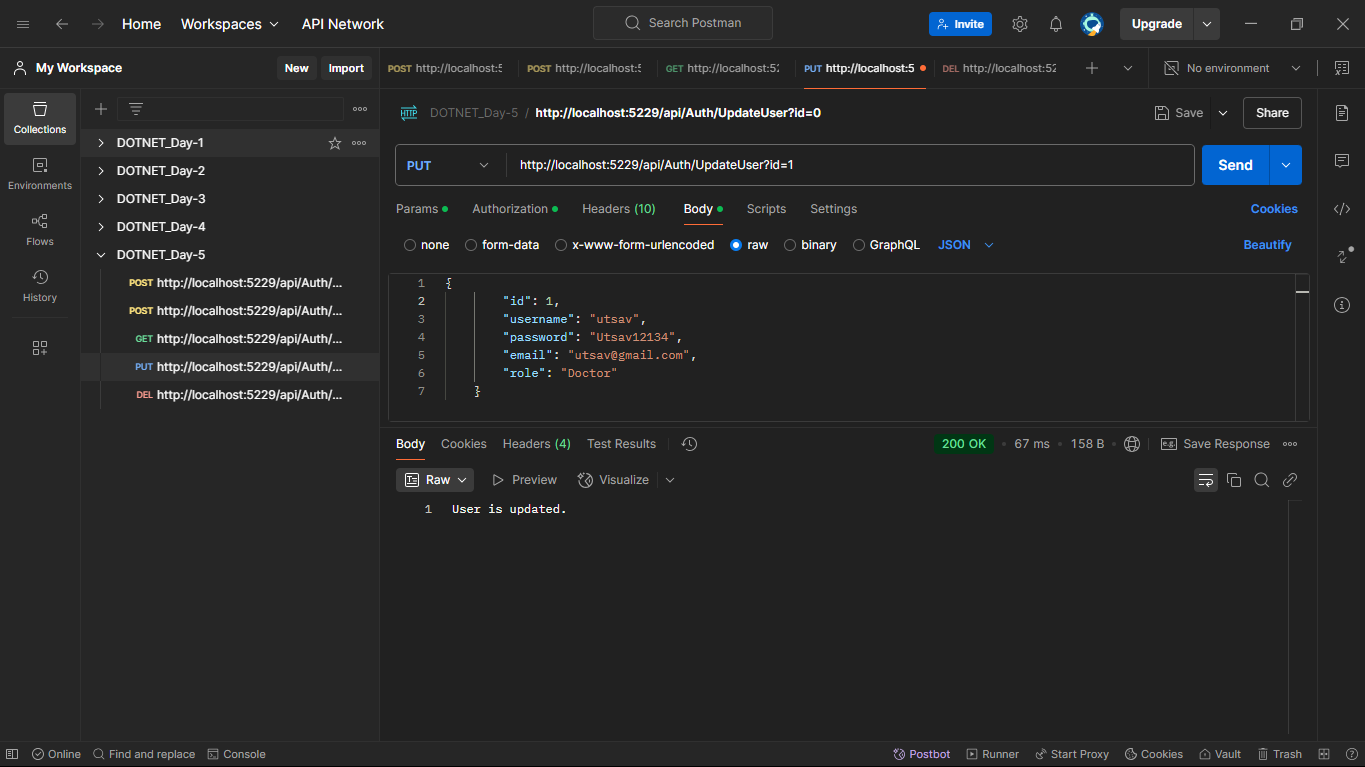 Home Workspaces API Network Search Postman Invite Upgrade
My Workspace New Import POST http://localhost:5 POST http://localhost:5 GET http://localhost:52 PUT http://localhost:5 DEL http://localhost:52 No environment
HTTP DOTNET_Day-5 / http://localhost:5229/api/Auth/UpdateUser?id=0 Save Share
Collections
Environments
Flows
History
DOTNET_Day-1
DOTNET_Day-2
DOTNET_Day-3
DOTNET_Day-4
DOTNET_Day-5
POST http://localhost:5229/api/Auth/...
POST http://localhost:5229/api/Auth/...
GET http://localhost:5229/api/Auth/...
PUT http://localhost:5229/api/Auth/...
DEL http://localhost:5229/api/Auth/...
PUT http://localhost:5229/api/Auth/UpdateUser?id=1 Send
Params Authorization Headers (10) Body Scripts Settings Cookies
none form-data x-www-form-urlencoded raw binary GraphQL JSON Beautify
1 {
2 "id": 1,
3 "username": "utsav",
4 "password": "Utsav12134",
5 "email": "utsav@gmail.com",
6 "role": "Doctor"
7 }
Body Cookies Headers (4) Test Results 200 OK 67 ms 158 B e.g. Save Response
Raw Preview Visualize
1 User is updated.
Online Find and replace Console Postbot Runner Start Proxy Cookies Vault Trash